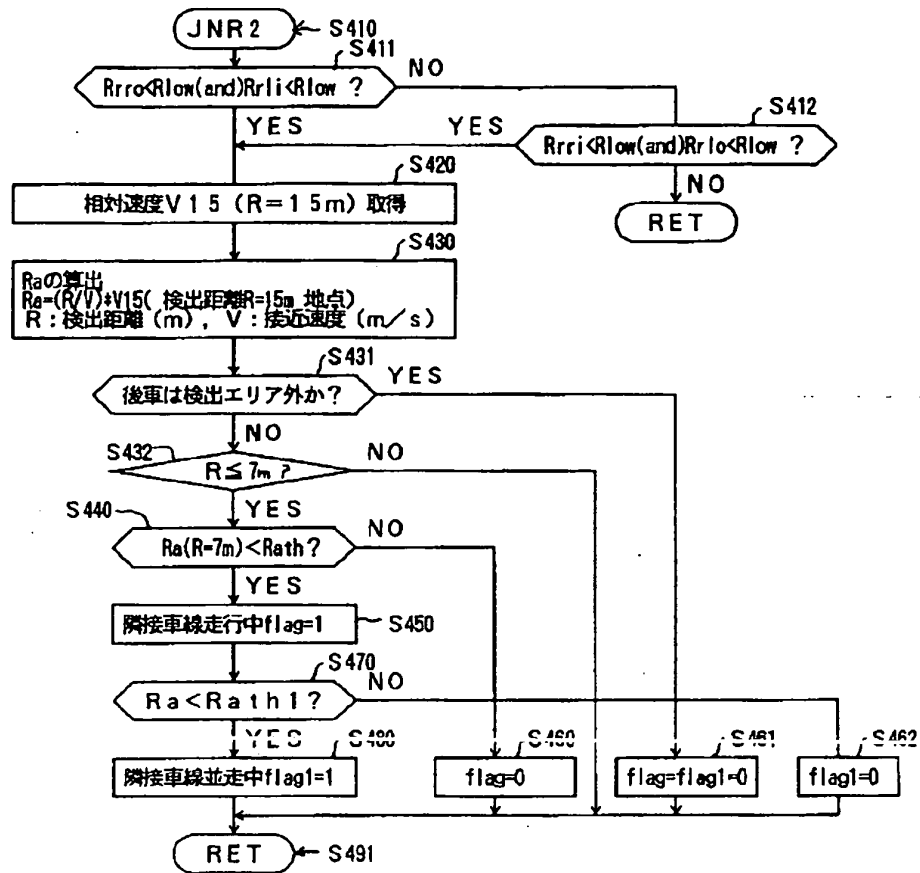 JNR2
S410
S411
Rrro<Rlow(and)Rrli<Rlow ?
NO
YES
YES
S412
Rrri<Rlow(and)Rrlo<Rlow ?
NO
RET
S420
相対速度V15（R＝15m）取得
S430
Raの算出
Ra=(R/V)*V15( 検出距離R=15m 地点)
R：検出距離（m），V：接近速度（m/s）
S431
後車は検出エリア外か？
YES
NO
S432
R≦7m?
NO
YES
S440
Ra(R=7m)<Rath?
NO
YES
隣接車線走行中flag=1
S450
S470
Ra<Rath1?
NO
YES
S480
隣接車線並走中flag1=1
S460
flag=0
S461
flag=flag1=0
S462
flag1=0
RET
S491